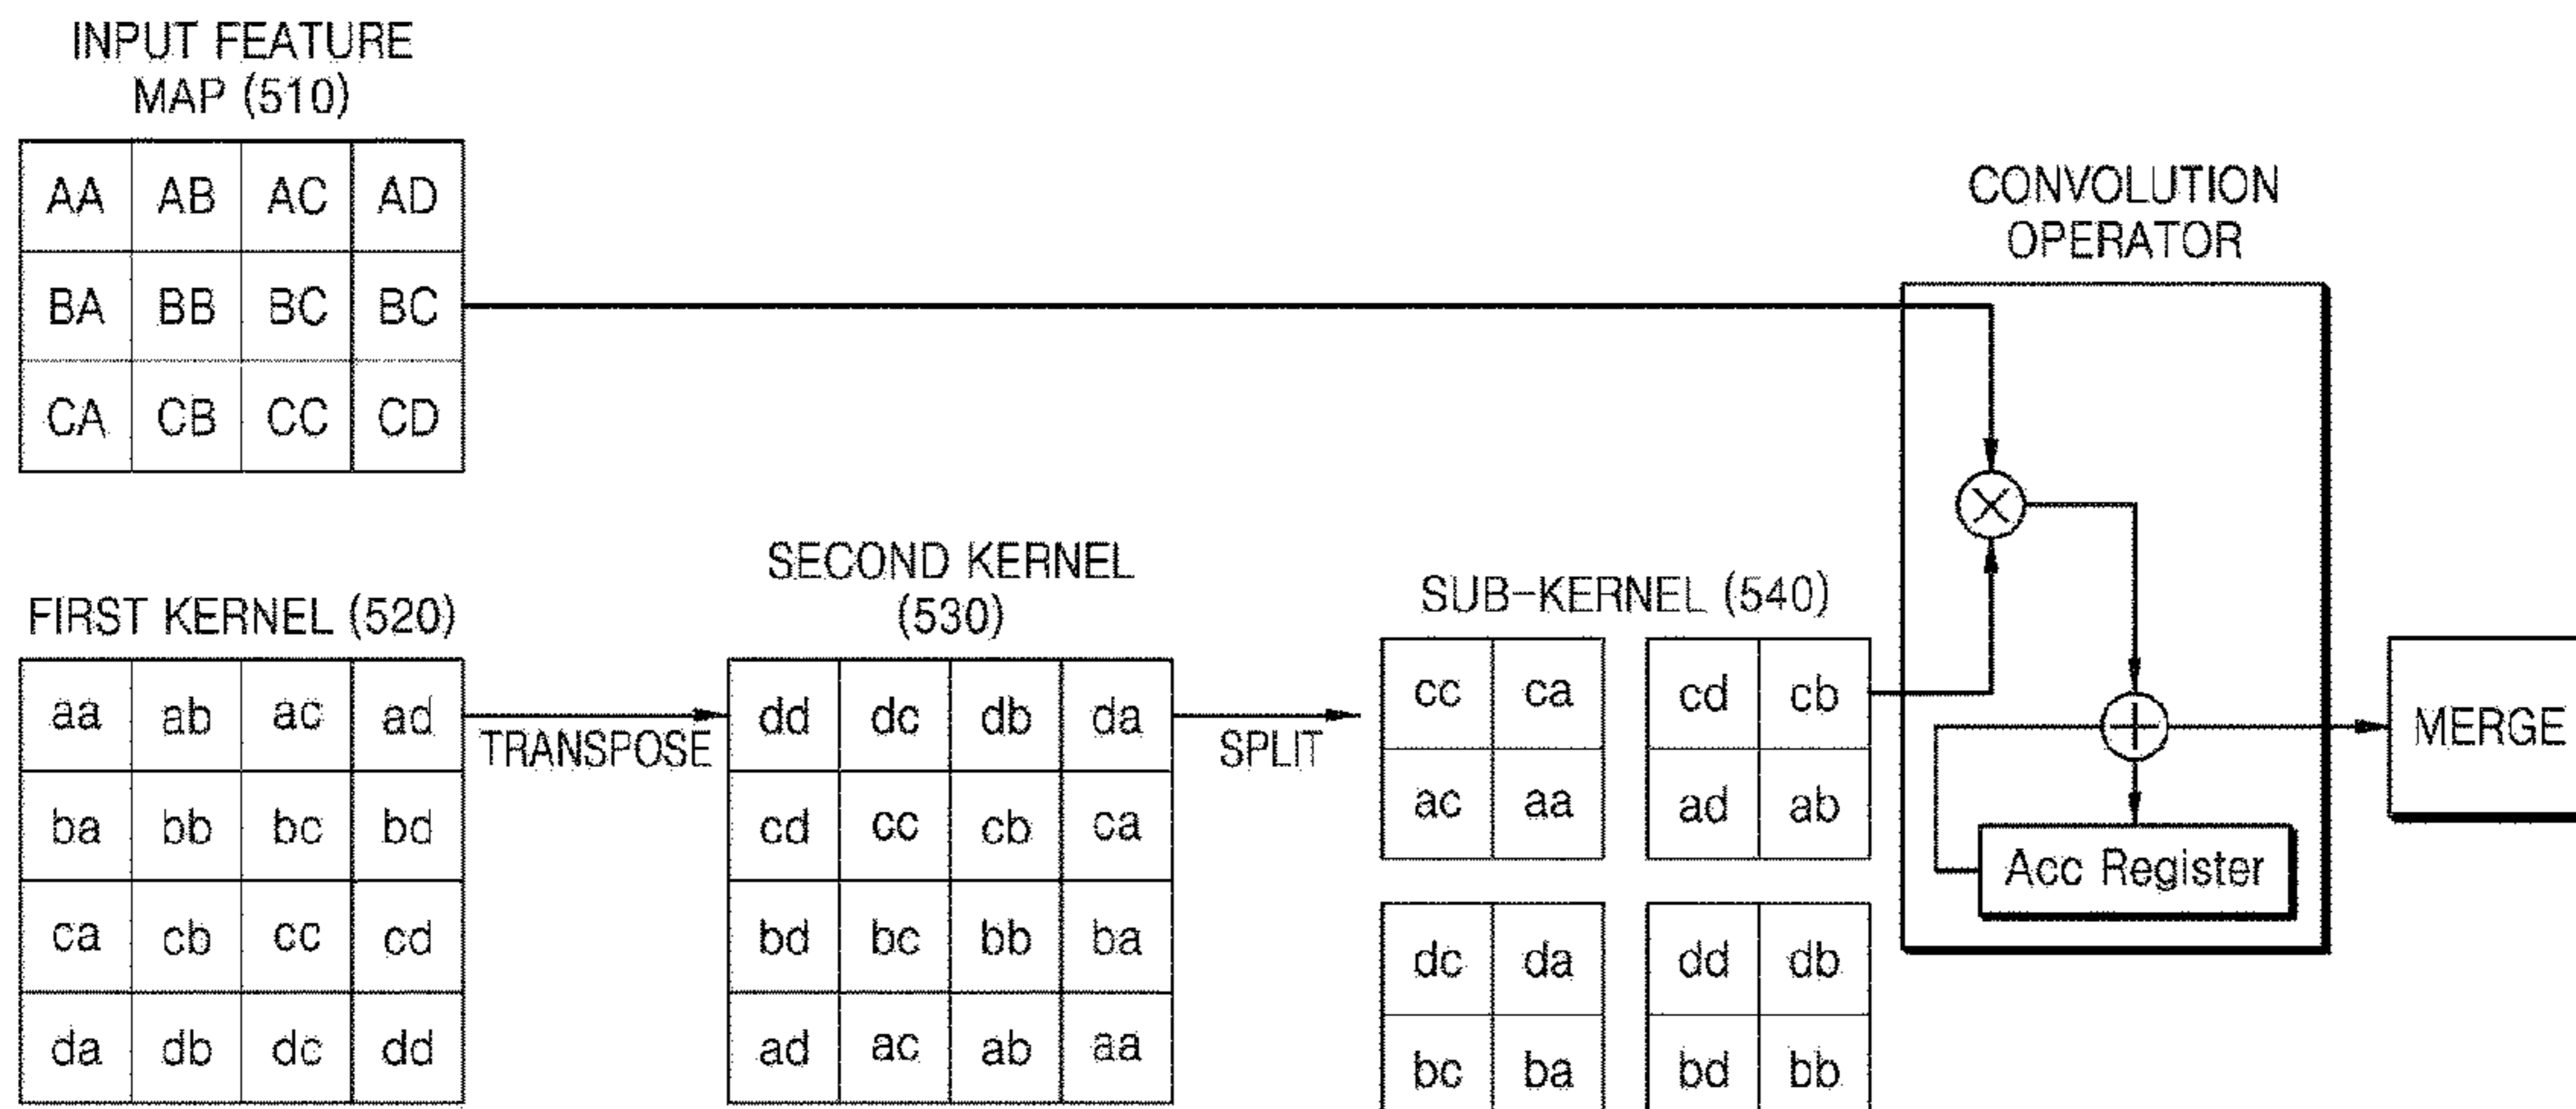 INPUT FEATURE
MAP (510)
AA AB AC AD
BA BB BC BC
CA CB CC CD
CONVOLUTION
OPERATOR
FIRST KERNEL (520)
aa ab ac ad
ba bb bc bd
ca cb cc cd
da db dc dd
TRANSPOSE
SECOND KERNEL
(530)
dd dc db da
cd cc cb ca
bd bc bb ba
ad ac ab aa
SPLIT
SUB-KERNEL (540)
cc ca cd cb
ac aa ad ab
dc da dd db
bc ba bd bb
Acc Register
MERGE